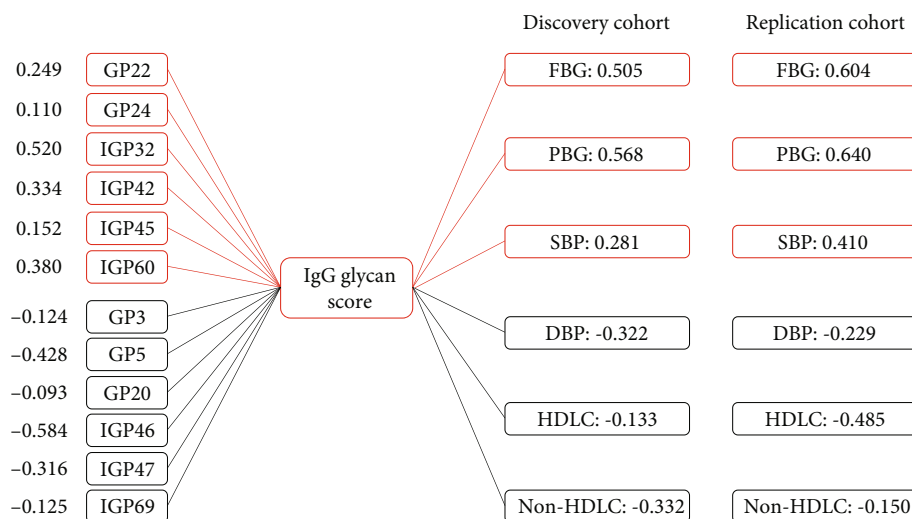 Discovery cohort Replication cohort
0.249 GP22 FBG: 0.505 FBG: 0.604
0.110 GP24
0.520 IGP32 PBG: 0.568 PBG: 0.640
0.334 IGP42
0.152 IGP45 SBP: 0.281 SBP: 0.410
0.380 IGP60
IgG glycan
score
–0.124 GP3 DBP: -0.322 DBP: -0.229
–0.428 GP5
–0.093 GP20
–0.584 IGP46 HDLC: -0.133 HDLC: -0.485
–0.316 IGP47
–0.125 IGP69 Non-HDLC: -0.332 Non-HDLC: -0.150